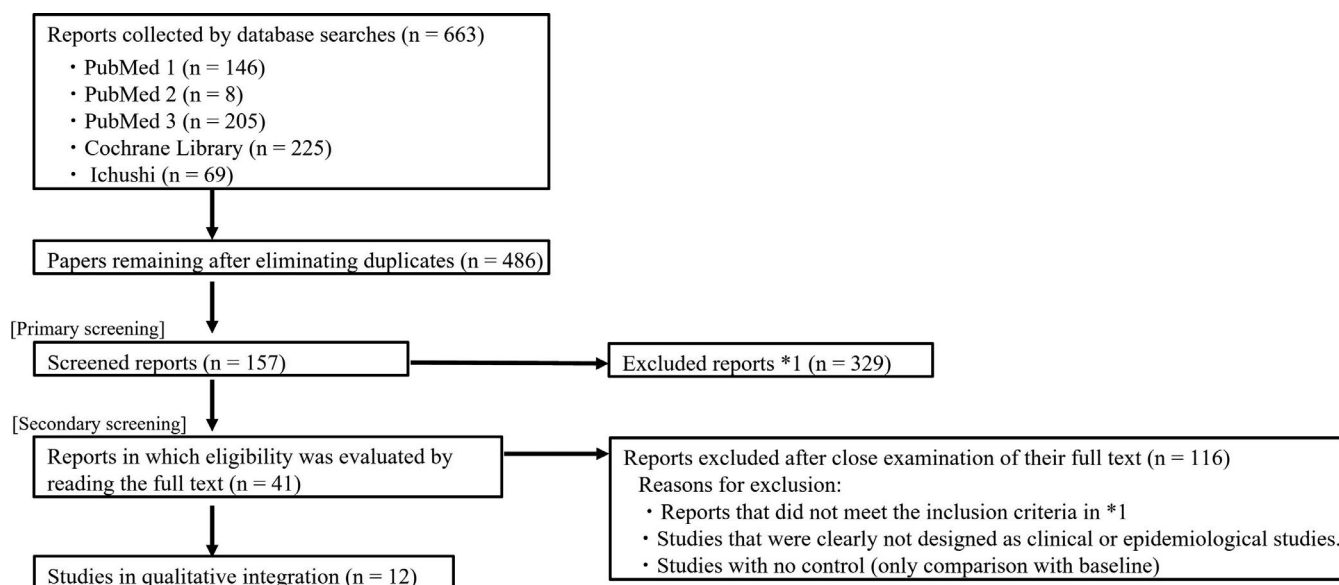 Reports collected by database searches (n = 663)
・PubMed 1 (n = 146)
・PubMed 2 (n = 8)
・PubMed 3 (n = 205)
・Cochrane Library (n = 225)
・ Ichushi (n = 69)
Papers remaining after eliminating duplicates (n = 486)
[Primary screening]
Screened reports (n = 157)
Excluded reports *1 (n = 329)
[Secondary screening]
Reports in which eligibility was evaluated by
reading the full text (n = 41)
Reports excluded after close examination of their full text (n = 116)
Reasons for exclusion:
・Reports that did not meet the inclusion criteria in *1
・Studies that were clearly not designed as clinical or epidemiological studies.
・Studies with no control (only comparison with baseline)
Studies in qualitative integration (n = 12)